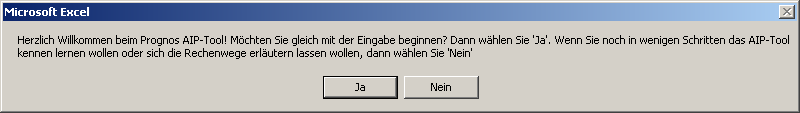 Microsoft Excel
Herzlich Willkommen beim Prognos AIP-Tool! Möchten Sie gleich mit der Eingabe beginnen? Dann wählen Sie 'Ja'. Wenn Sie noch in wenigen Schritten das AIP-Tool
kennen lernen wollen oder sich die Rechenwege erläutern lassen wollen, dann wählen Sie 'Nein'
Ja Nein